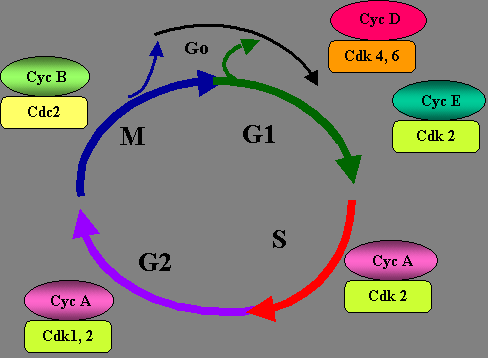 Cyc D
Cdk 4, 6
Go
Cyc B
Cdc2
Cyc E
Cdk 2
M
G1
S
G2
Cyc A
Cdk 2
Cyc A
Cdk1, 2